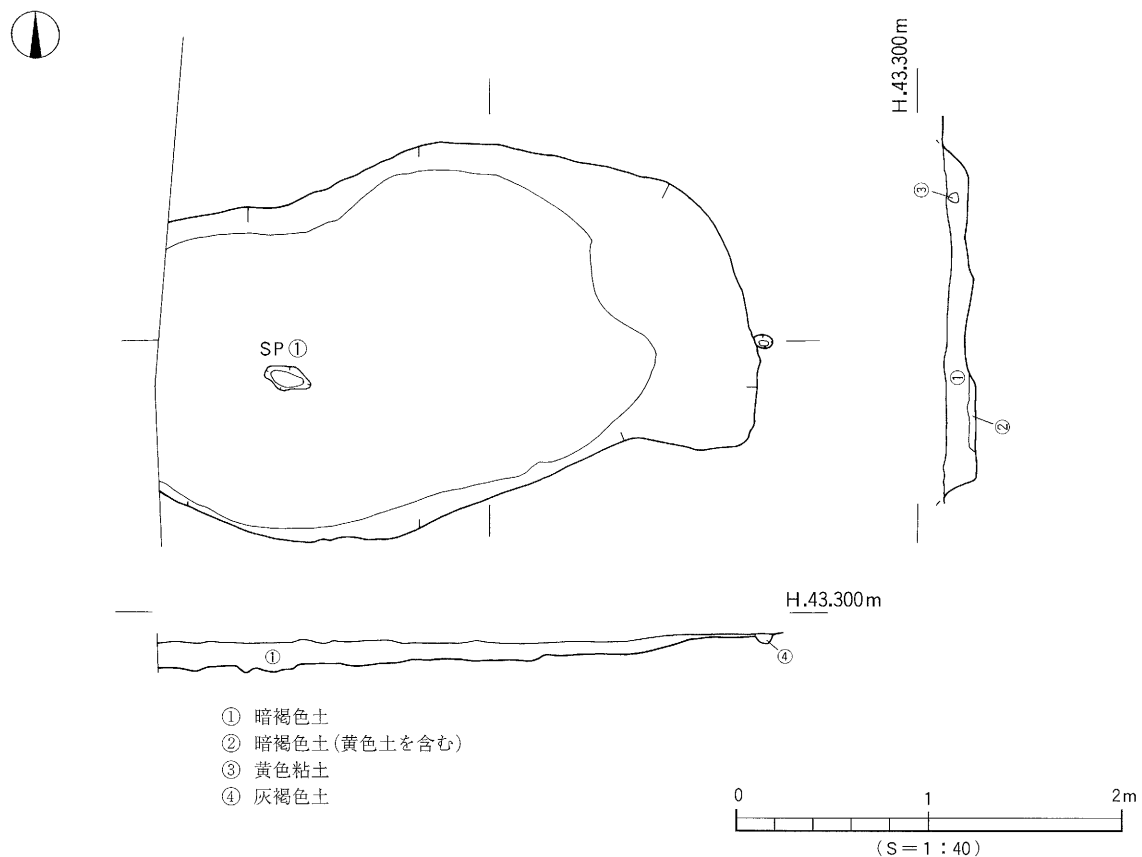 H.43.300m
③
SP①
①
②
H.43.300m
①
④
① 暗褐色土
② 暗褐色土(黄色土を含む)
③ 黄色粘土
④ 灰褐色土
0 1 2m
(S=1:40)